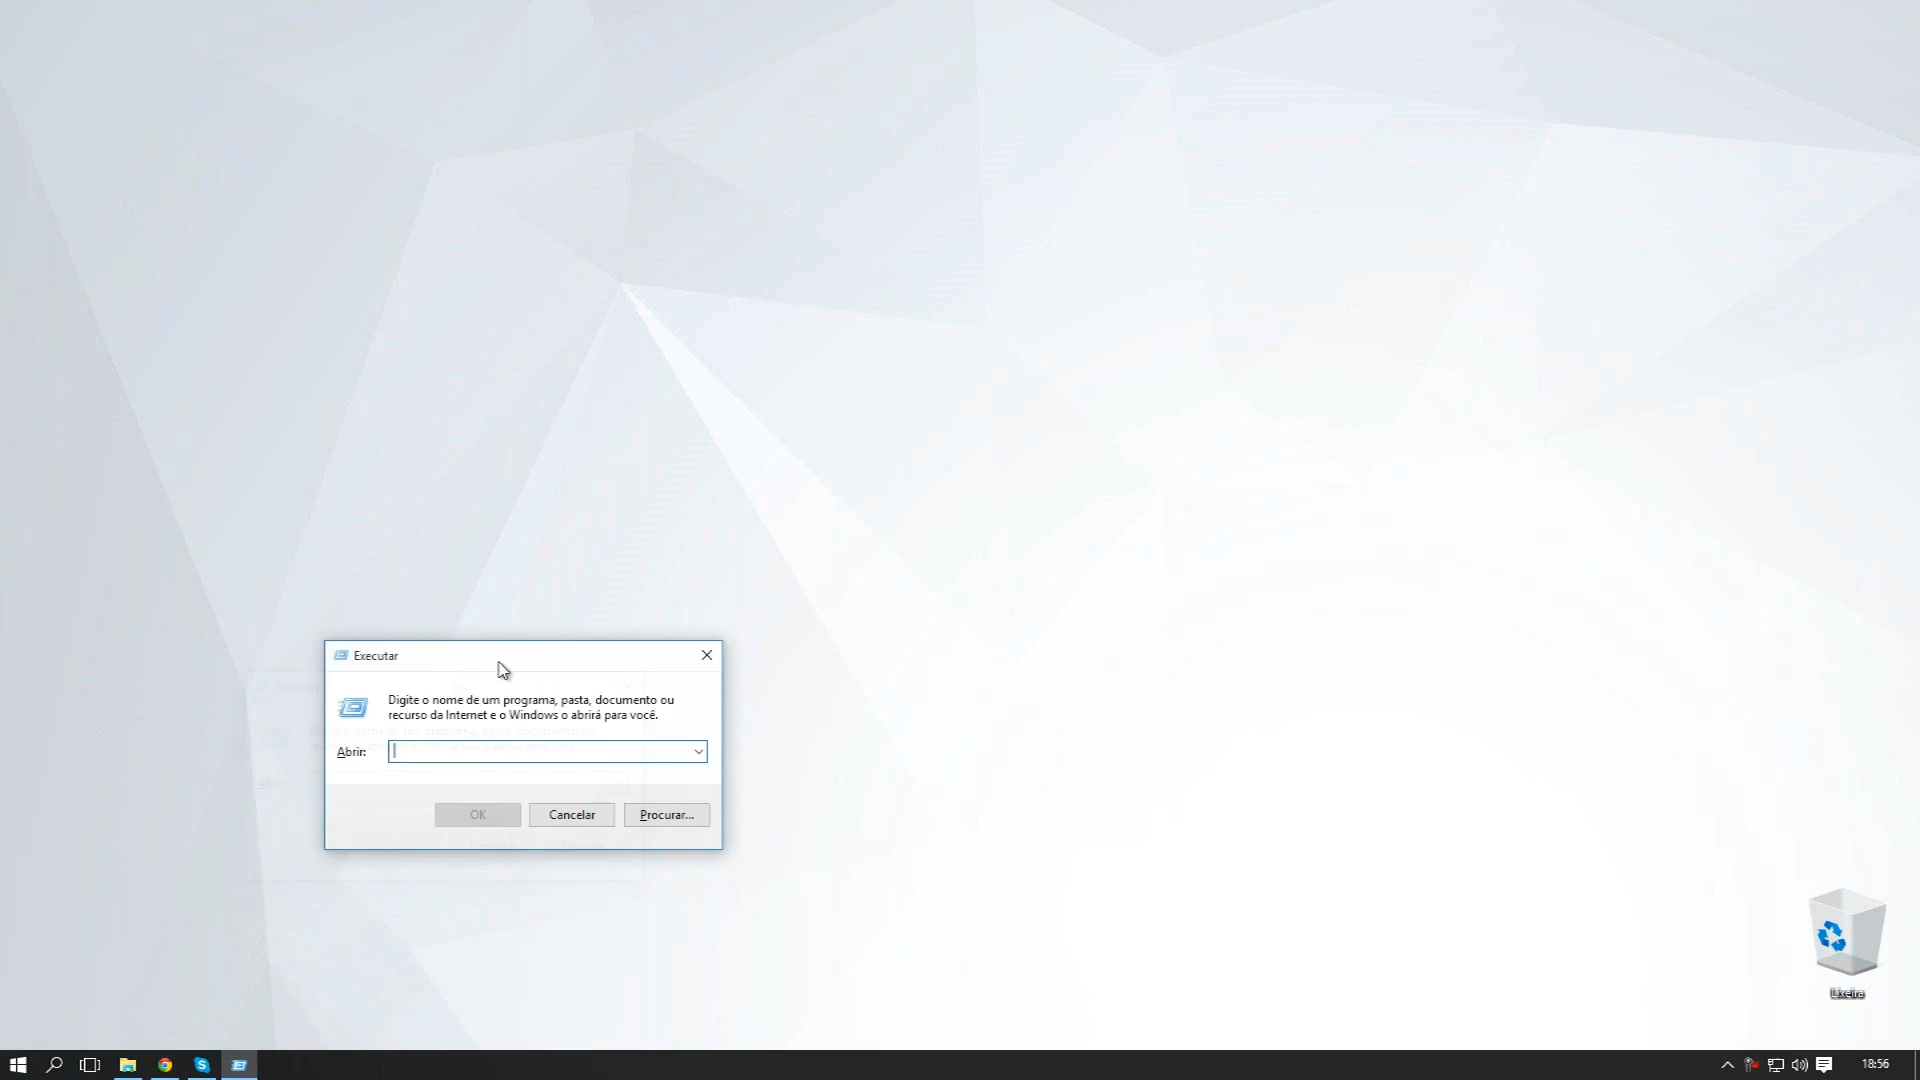 Executar
Digite o nome de um programa, pasta, documento ou
recurso da Internet e o Windows o abrirá para você.
Abrir:
OK
Cancelar
Procurar...
Lixeira
18:56